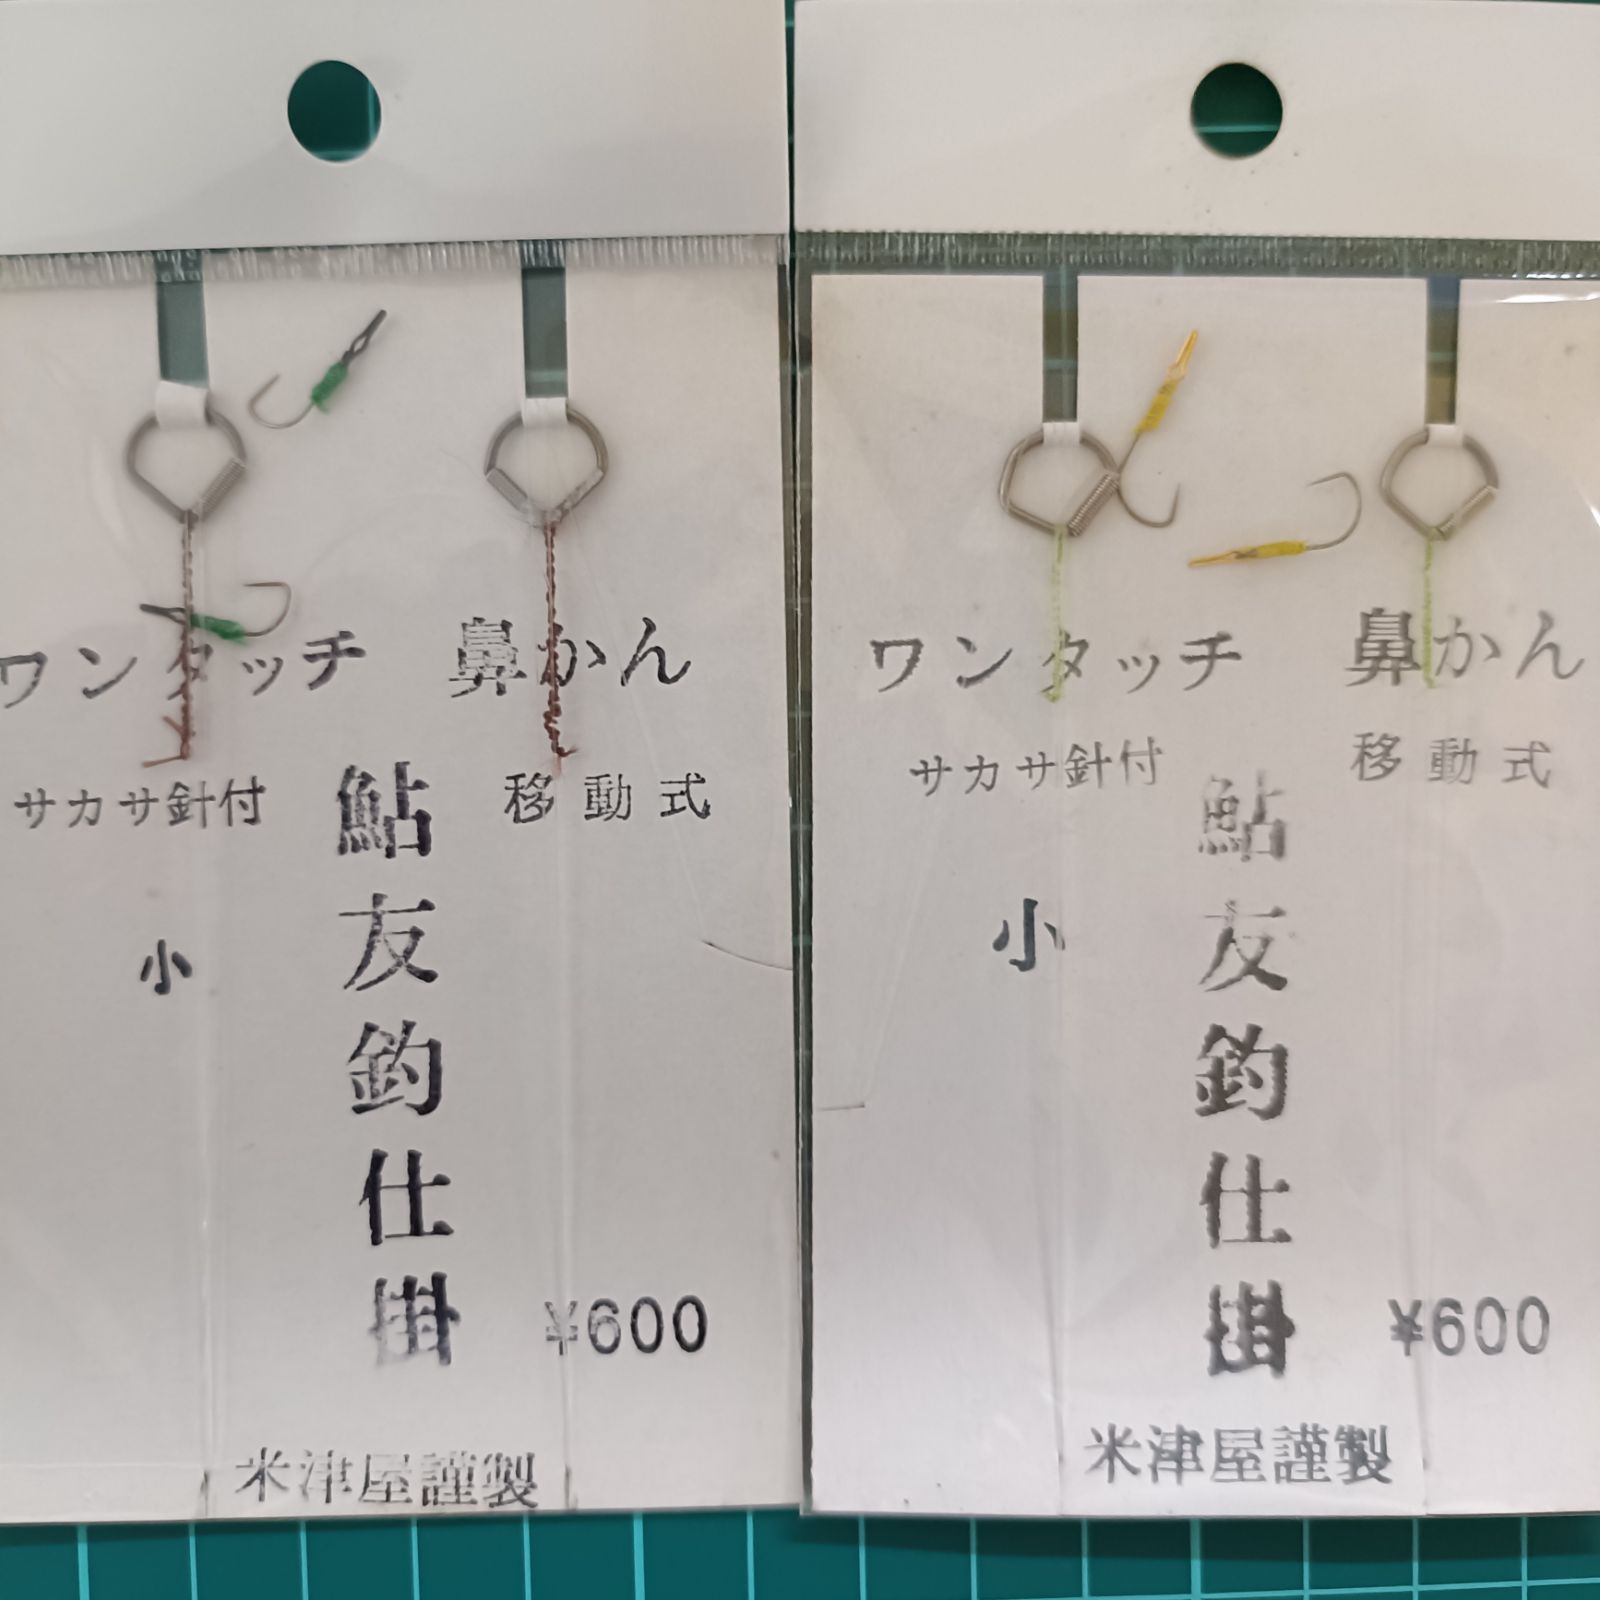 ワンタッチ 鼻かん
サカサ針付 移動式
小
鮎友釣仕掛
¥600
米津屋謹製
ワンタッチ 鼻かん
サカサ針付 移動式
小
鮎友釣仕掛
¥600
米津屋謹製